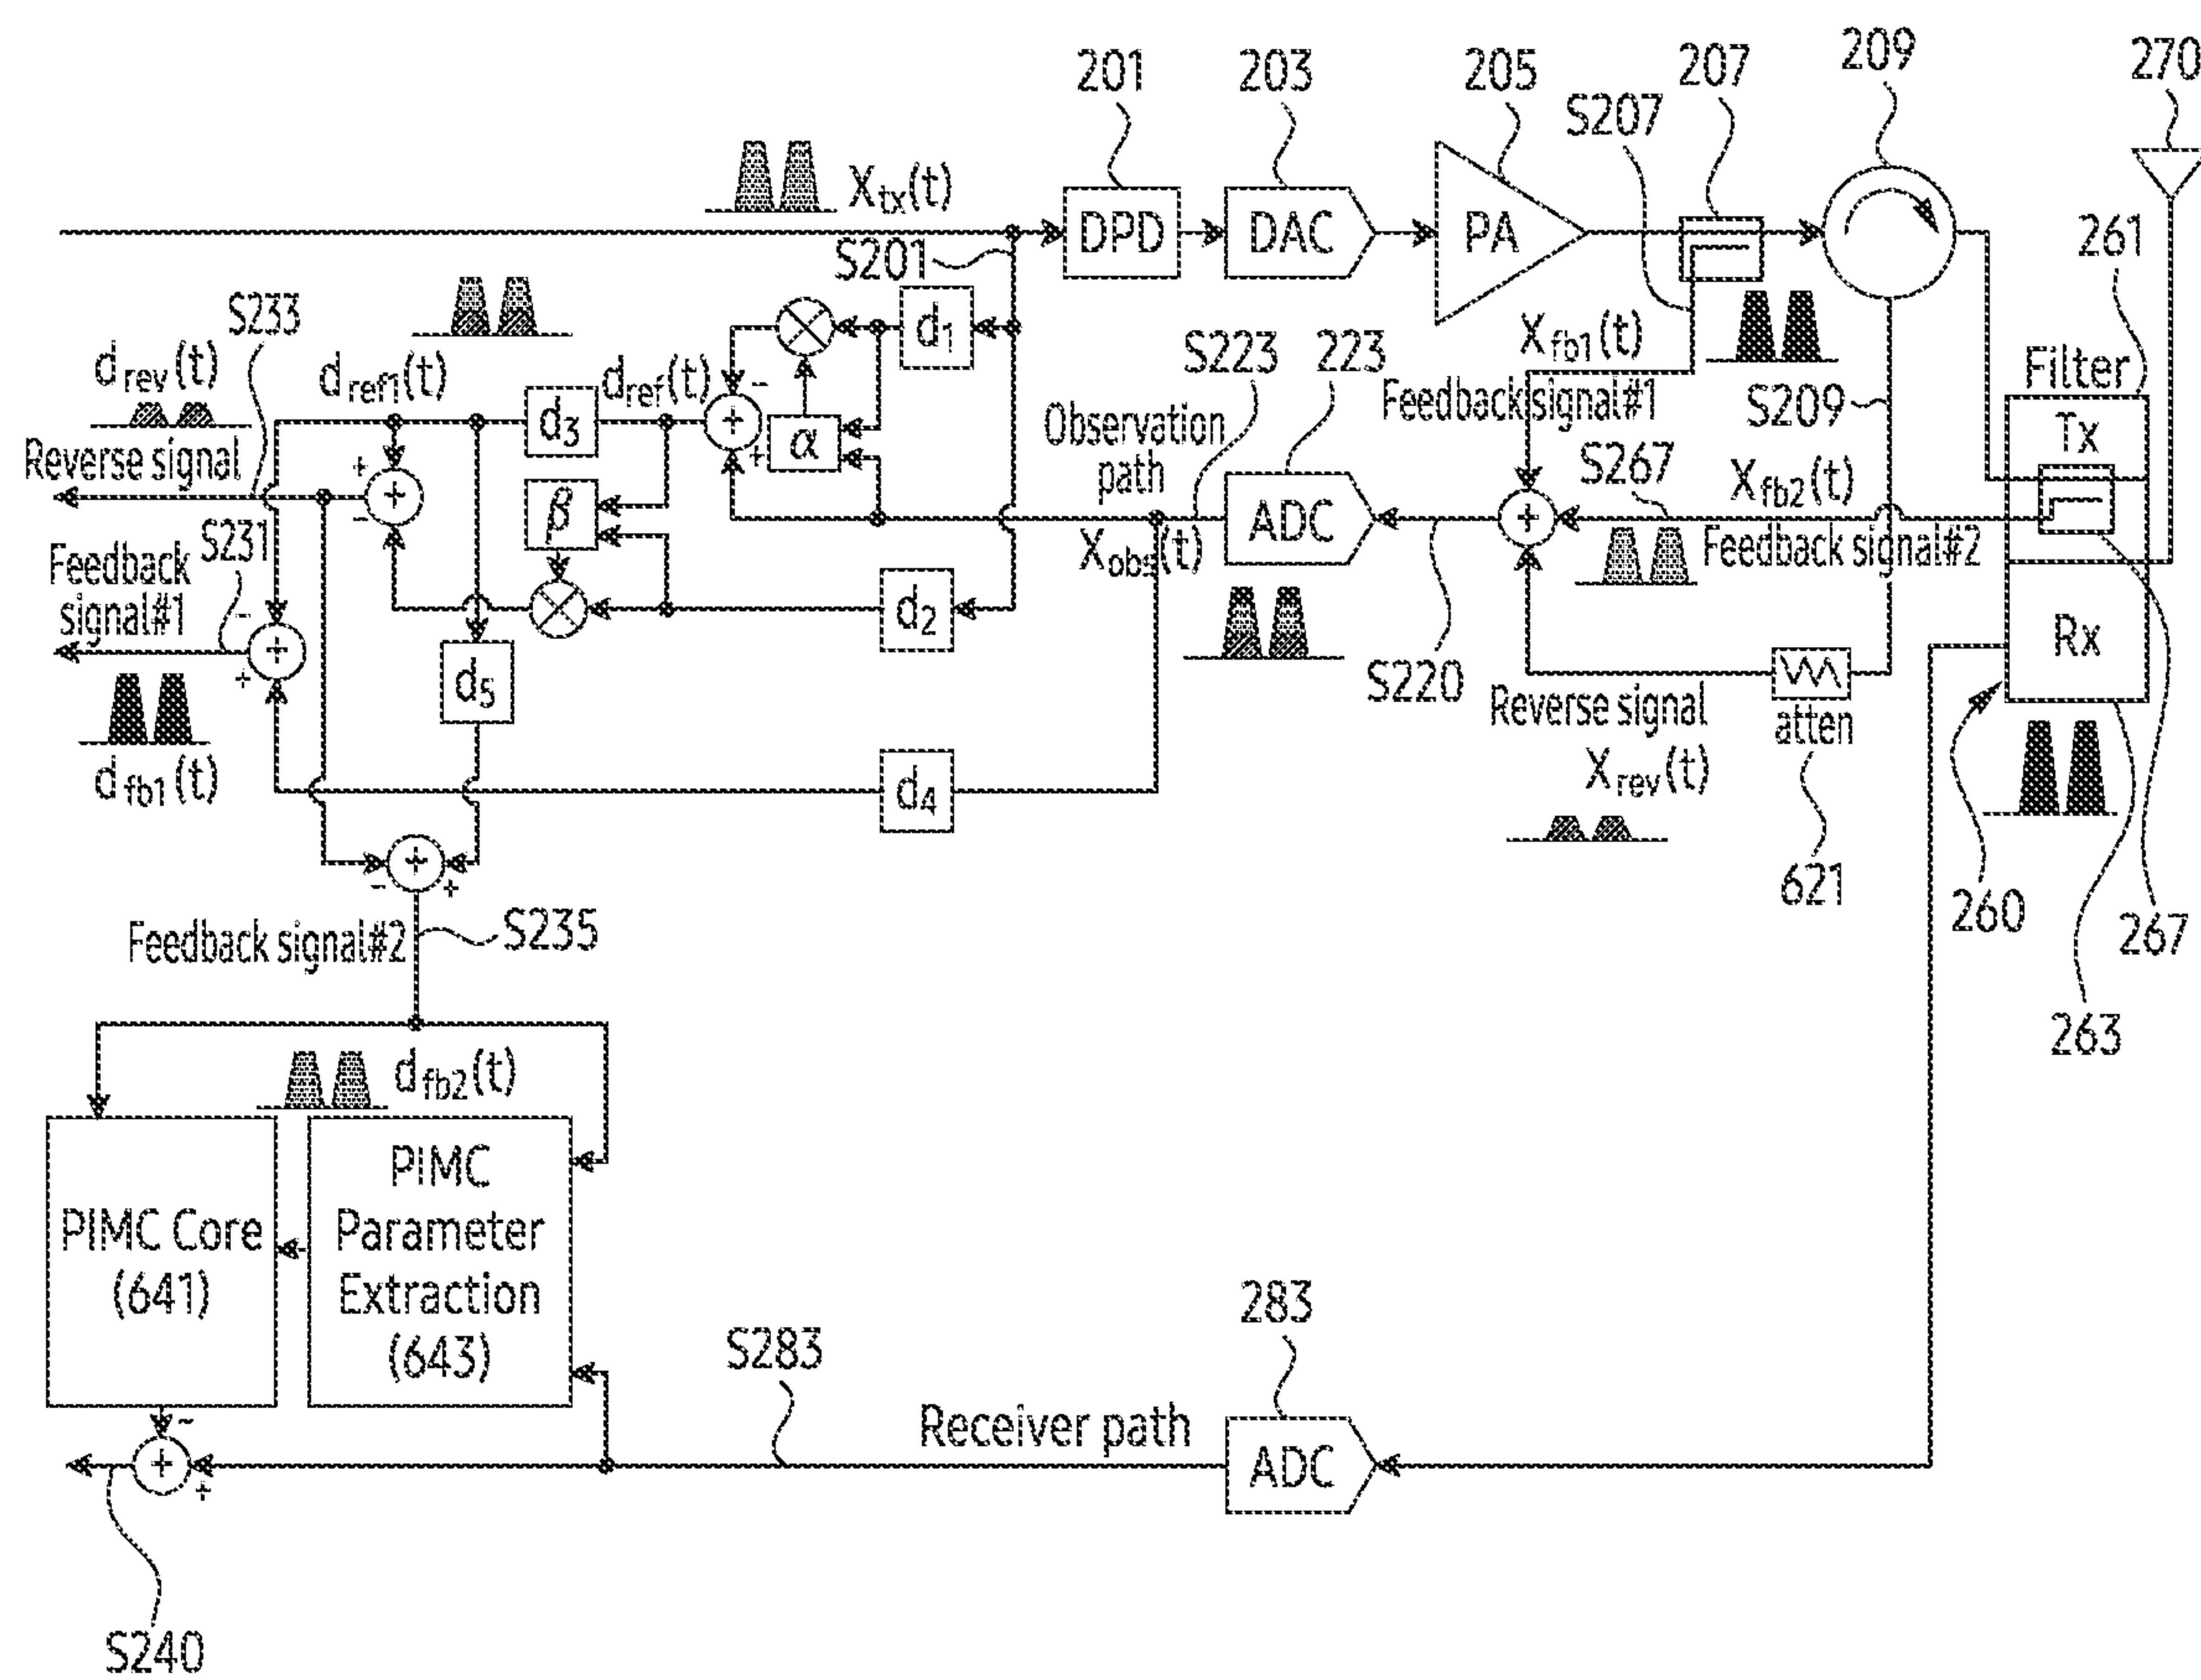 201
203
205
S207
207
209
270
Xtx(t)
S201
DPD
DAC
PA
261
S233
drev(t)
dref1(t)
dref(t)
d1
-
+
α
d3
β
S223
223
Xfb1(t)
Feedback signal#1
S209
Filter
Tx
Reverse signal
+
-
Observation
path
ADC
S267
Xfb2(t)
+
Feedback signal#2
Xobs(t)
S231
Feedback
signal#1
-
+
+
d2
d5
S220
Rx
Reverse signal
Xrev(t)
atten
dfb1(t)
d4
621
260
267
263
-
+
+
Feedback signal#2
S235
dfb2(t)
PIMC Core
(641)
PIMC
Parameter
Extraction
(643)
283
S283
Receiver path
ADC
-
+
+
S240